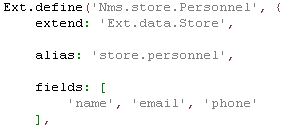 Ext.define('Nms.store.Personnel', {
    extend: 'Ext.data.Store',

    alias: 'store.personnel',

    fields: [
        'name', 'email', 'phone'
    ],